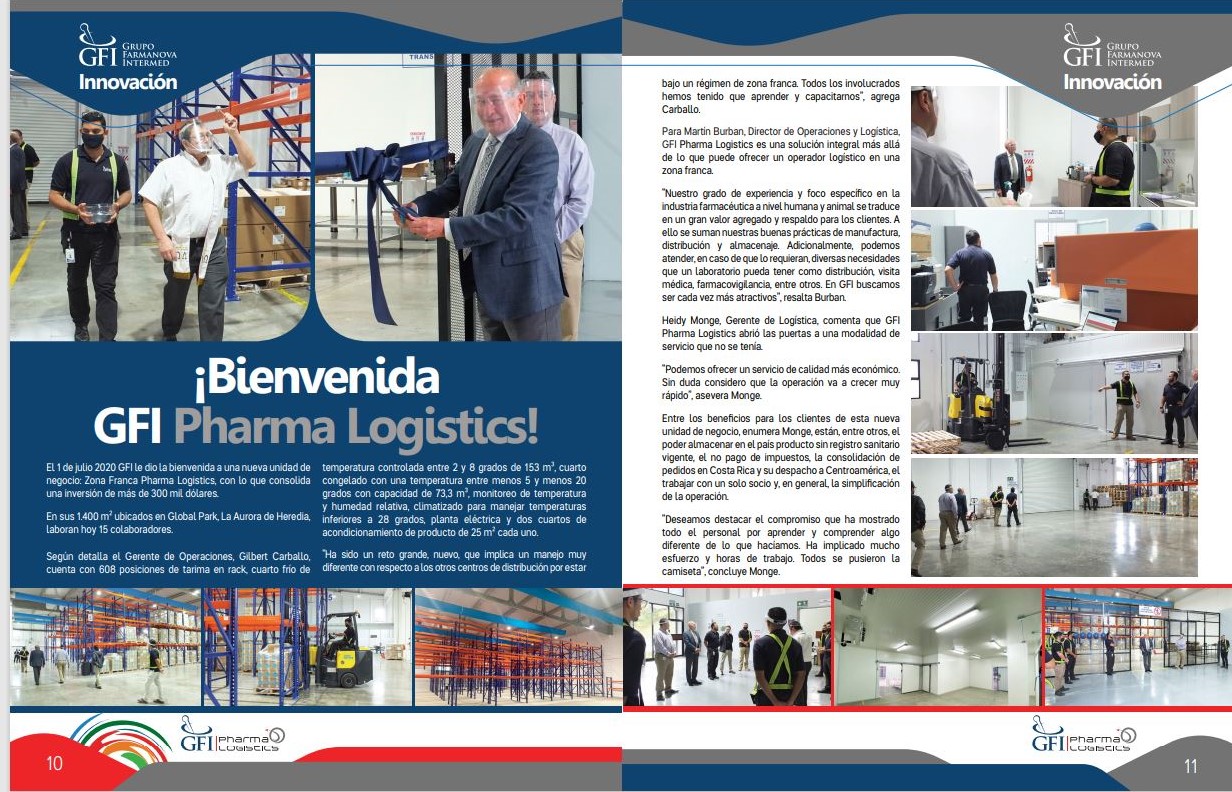 GFI GRUPO
FARMANOVA
INTERMED
Innovación
TRANS
¡Bienvenida
GFI Pharma Logistics!
El 1 de julio 2020 GFI le dio la bienvenida a una nueva unidad de
negocio: Zona Franca Pharma Logistics, con lo que consolida
una inversión de más de 300 mil dólares.
En sus 1.400 m² ubicados en Global Park, La Aurora de Heredia,
laboran hoy 15 colaboradores.
Según detalla el Gerente de Operaciones, Gilbert Carballo,
cuenta con 608 posiciones de tarima en rack, cuarto frío de
temperatura controlada entre 2 y 8 grados de 153 m³, cuarto
congelado con una temperatura entre menos 5 y menos 20
grados con capacidad de 73,3 m³, monitoreo de temperatura
y humedad relativa, climatizado para manejar temperaturas
inferiores a 28 grados, planta eléctrica y dos cuartos de
acondicionamiento de producto de 25 m² cada uno.
"Ha sido un reto grande, nuevo, que implica un manejo muy
diferente con respecto a los otros centros de distribución por estar
GFI Pharma
Logistics
10
GFI GRUPO
FARMANOVA
INTERMED
Innovación
bajo un régimen de zona franca. Todos los involucrados
hemos tenido que aprender y capacitarnos", agrega
Carballo.
Para Martín Burban, Director de Operaciones y Logística,
GFI Pharma Logistics es una solución integral más allá
de lo que puede ofrecer un operador logístico en una
zona franca.
"Nuestro grado de experiencia y foco específico en la
industria farmacéutica a nivel humana y animal se traduce
en un gran valor agregado y respaldo para los clientes. A
ello se suman nuestras buenas prácticas de manufactura,
distribución y almacenaje. Adicionalmente, podemos
atender, en caso de que lo requieran, diversas necesidades
que un laboratorio pueda tener como distribución, visita
médica, farmacovigilancia, entre otros. En GFI buscamos
ser cada vez más atractivos", resalta Burban.
Heidy Monge, Gerente de Logística, comenta que GFI
Pharma Logistics abrió las puertas a una modalidad de
servicio que no se tenía.
"Podemos ofrecer un servicio de calidad más económico.
Sin duda considero que la operación va a crecer muy
rápido", asevera Monge.
Entre los beneficios para los clientes de esta nueva
unidad de negocio, enumera Monge, están, entre otros, el
poder almacenar en el país producto sin registro sanitario
vigente, el no pago de impuestos, la consolidación de
pedidos en Costa Rica y su despacho a Centroamérica, el
trabajar con un solo socio y, en general, la simplificación
de la operación.
"Deseamos destacar el compromiso que ha mostrado
todo el personal por aprender y comprender algo
diferente de lo que hacíamos. Ha implicado mucho
esfuerzo y horas de trabajo. Todos se pusieron la
camiseta", concluye Monge.
GFI Pharma
Logistics
11